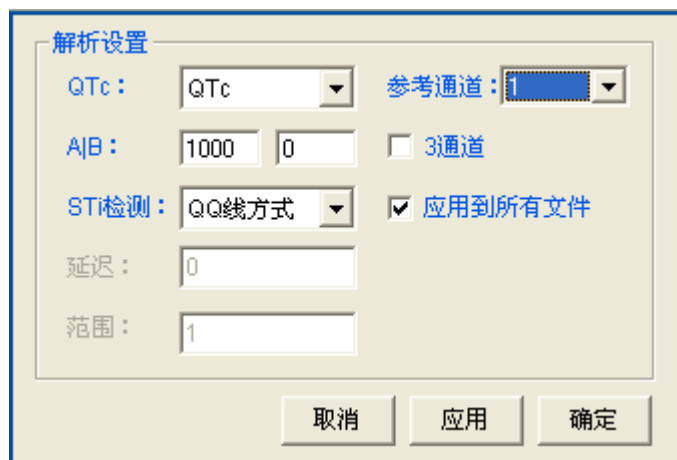 解析设置
QTc： QTc 参考通道：1
A|B： 1000 0 3通道
STi检测： QQ线方式 应用到所有文件
延迟： 0
范围： 1
取消 应用 确定